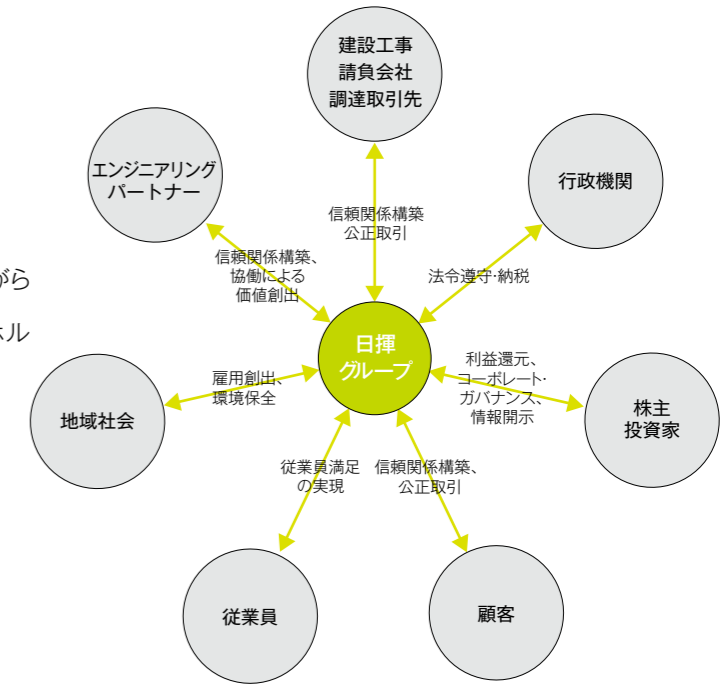 建設工事
請負会社
調達取引先
エンジニアリング
パートナー
行政機関
信頼関係構築
公正取引
信頼関係構築、
協働による
価値創出
法令遵守・納税
がら
ホル
日揮
グループ
利益還元、
コーポレート・
ガバナンス、
情報開示
雇用創出、
環境保全
地域社会
株主
投資家
従業員満足
の実現
信頼関係構築、
公正取引
従業員
顧客